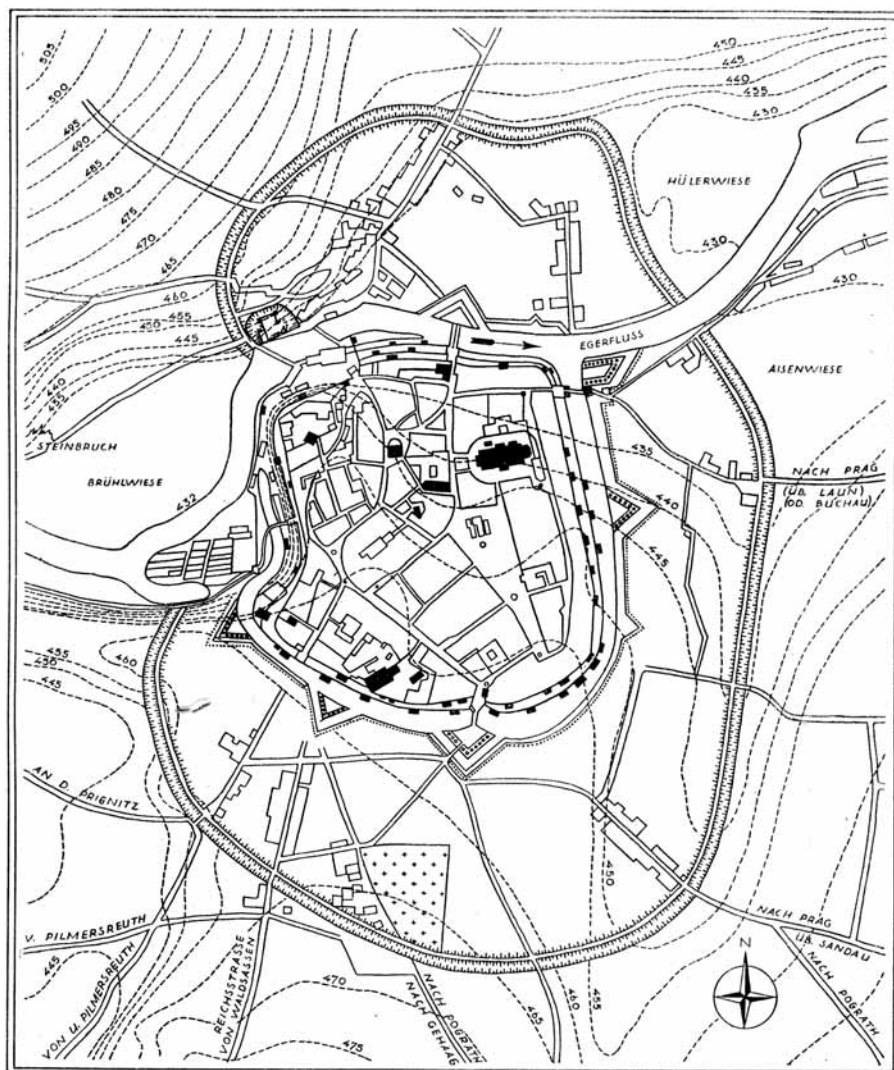 505
500
495
490
485
480
475
470
465
460
455
450
445
440
435
450
445
440
435
430
HÜLERWIESE
430
430
EGERFLUSS
AISENWIESE
STEINBRUCH
BRÜHLWIESE
432
435
440
445
NACH PRAG
(ÜB. LAUN)
(OD. BUCHAU)
455
450
445
460
AN D. PRIGNITZ
450
V. PILMERSREUTH
445
VON U. PILMERSREUTH
REICHSSTRASSE
VON WALDSASSEN
470
475
NACH POGRATH
NACH GEHAAG
465
460
455
NACH PRAG
ÜB. SANDAU
NACH
POGRATH
N